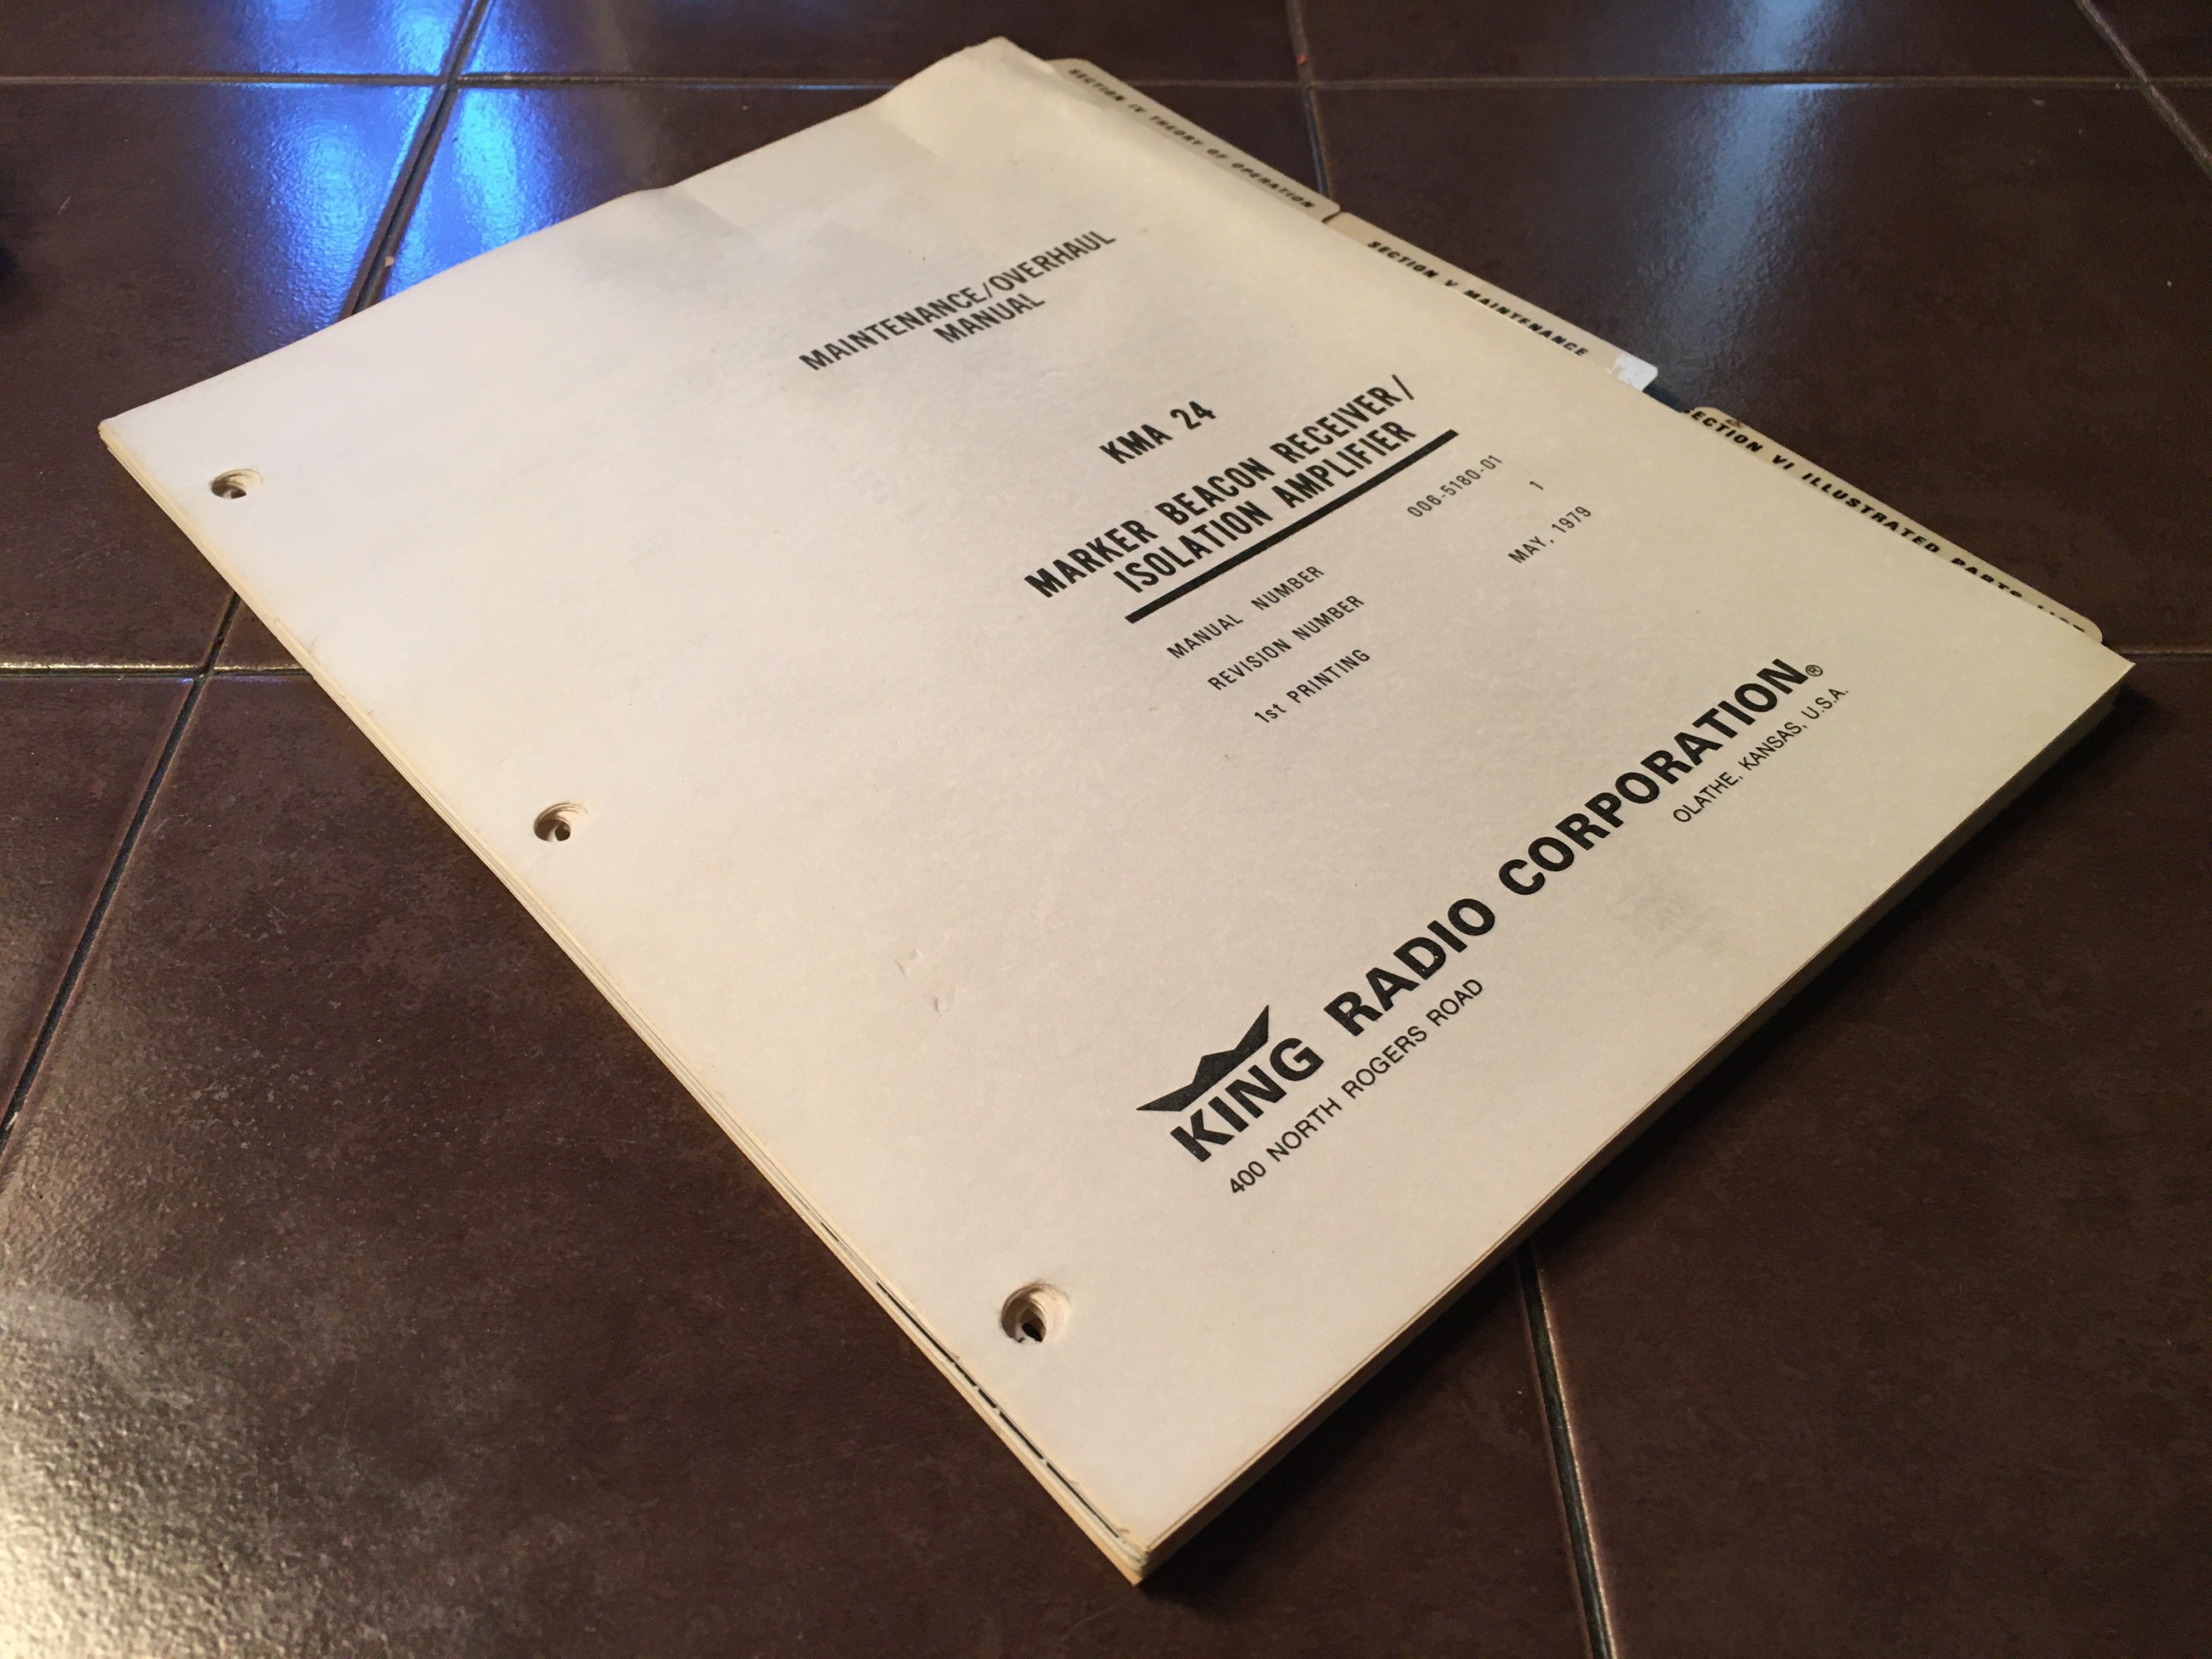 MAINTENANCE/OVERHAUL
MANUAL
KMA 24
MARKER BEACON RECEIVER/
ISOLATION AMPLIFIER
MANUAL NUMBER 006-5180-01
REVISION NUMBER 1
1st PRINTING MAY, 1979
KING RADIO CORPORATION®
400 NORTH ROGERS ROAD OLATHE, KANSAS, U.S.A.
SECTION IV THEORY OF OPERATION
SECTION V MAINTENANCE
SECTION VI ILLUSTRATED PARTS